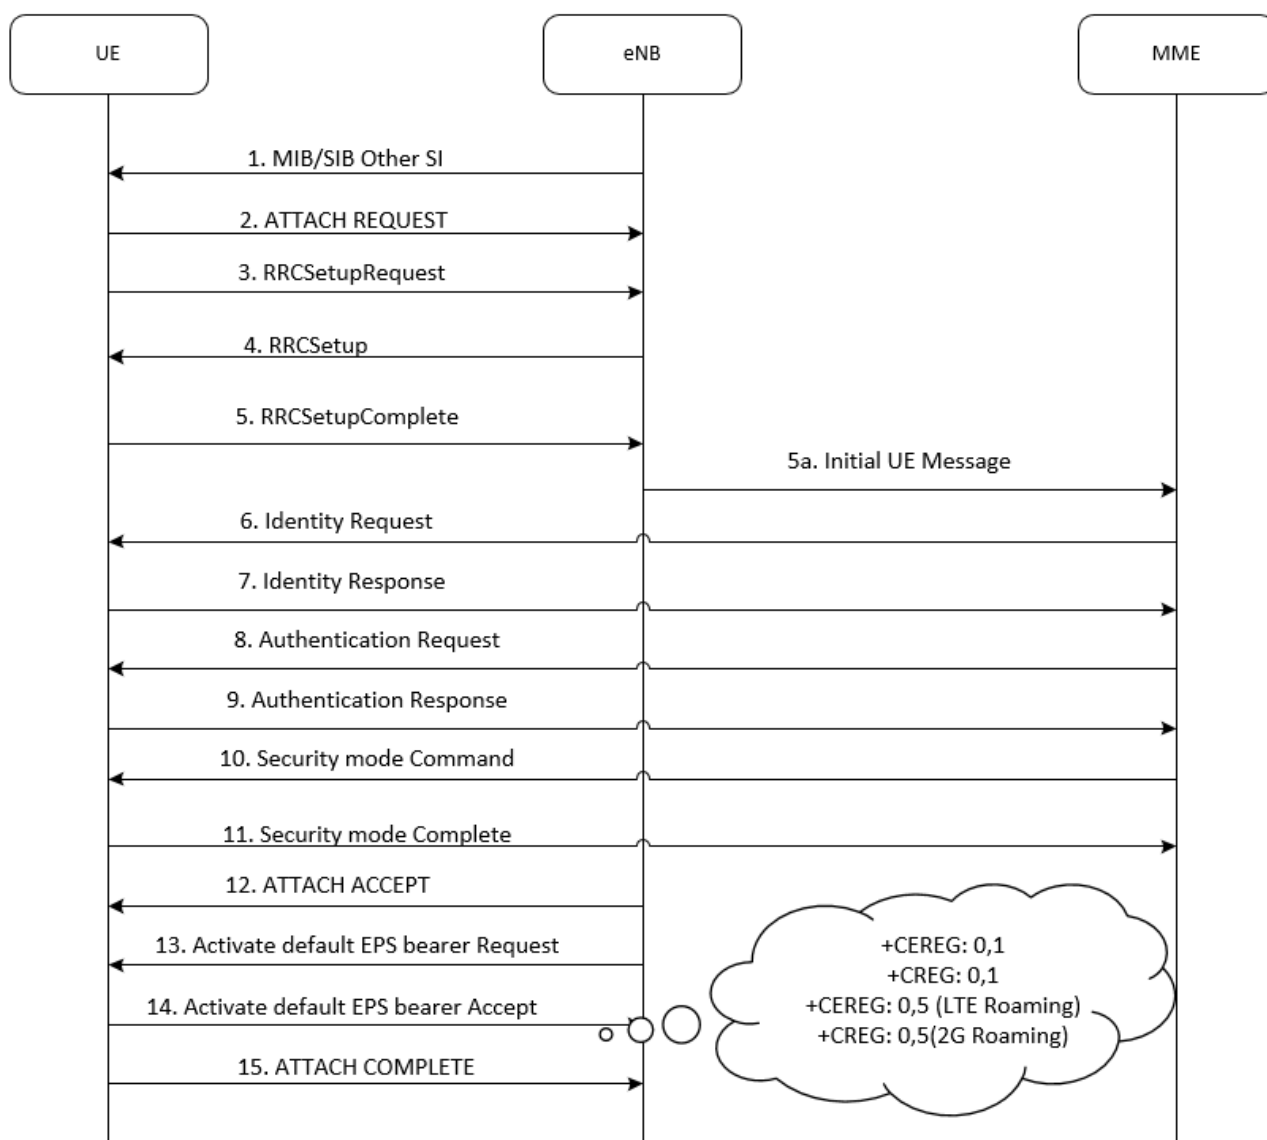 UE
eNB
MME
1. MIB/SIB Other SI
2. ATTACH REQUEST
3. RRCSetupRequest
4. RRCSetup
5. RRCSetupComplete
5a. Initial UE Message
6. Identity Request
7. Identity Response
8. Authentication Request
9. Authentication Response
10. Security mode Command
11. Security mode Complete
12. ATTACH ACCEPT
13. Activate default EPS bearer Request
14. Activate default EPS bearer Accept
15. ATTACH COMPLETE
+CEREG: 0,1
+CREG: 0,1
+CEREG: 0,5 (LTE Roaming)
+CREG: 0,5(2G Roaming)